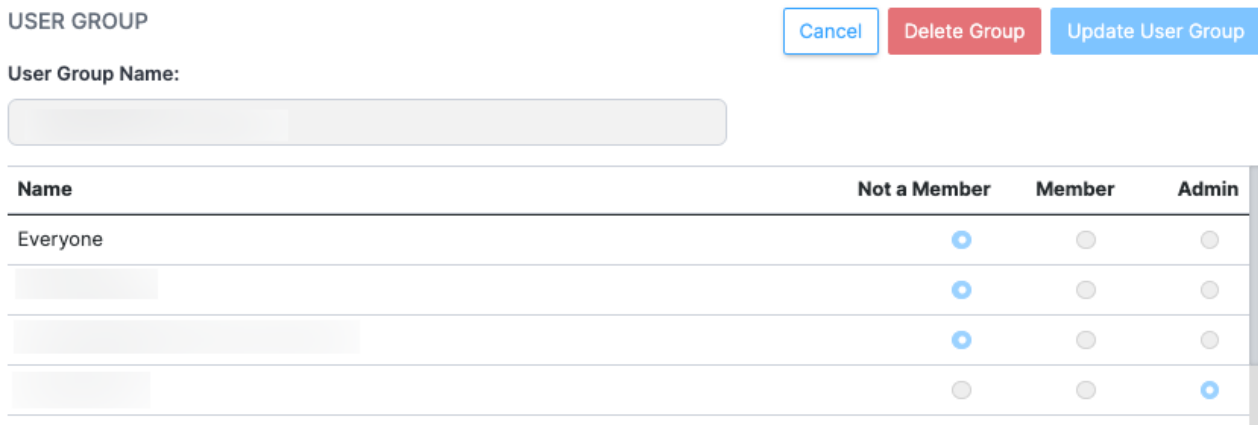 USER GROUP
Cancel Delete Group Update User Group
User Group Name:
Name Not a Member Member Admin
Everyone